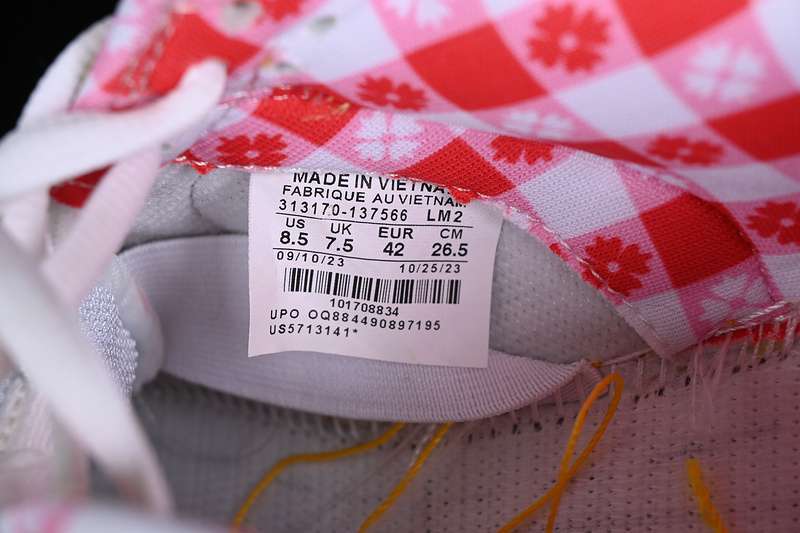 MADE IN VIETNA
FABRIQUE AU VIETNAM
313170-137566 LM2
US UK EUR CM
8.5 7.5 42 26.5
09/10/23 10/25/23
101708834
UPO OQ884490897195
US5713141*